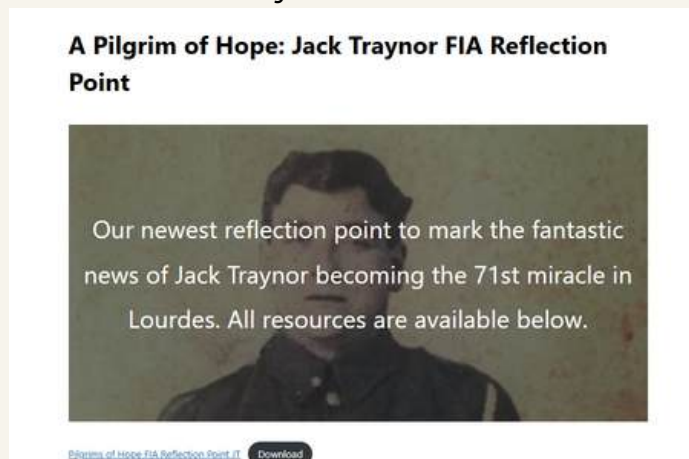 A Pilgrim of Hope: Jack Traynor FIA Reflection
Point
Our newest reflection point to mark the fantastic
news of Jack Traynor becoming the 71st miracle in
Lourdes. All resources are available below.
Pilgrims of Hope FIA Reflection Point JT Download